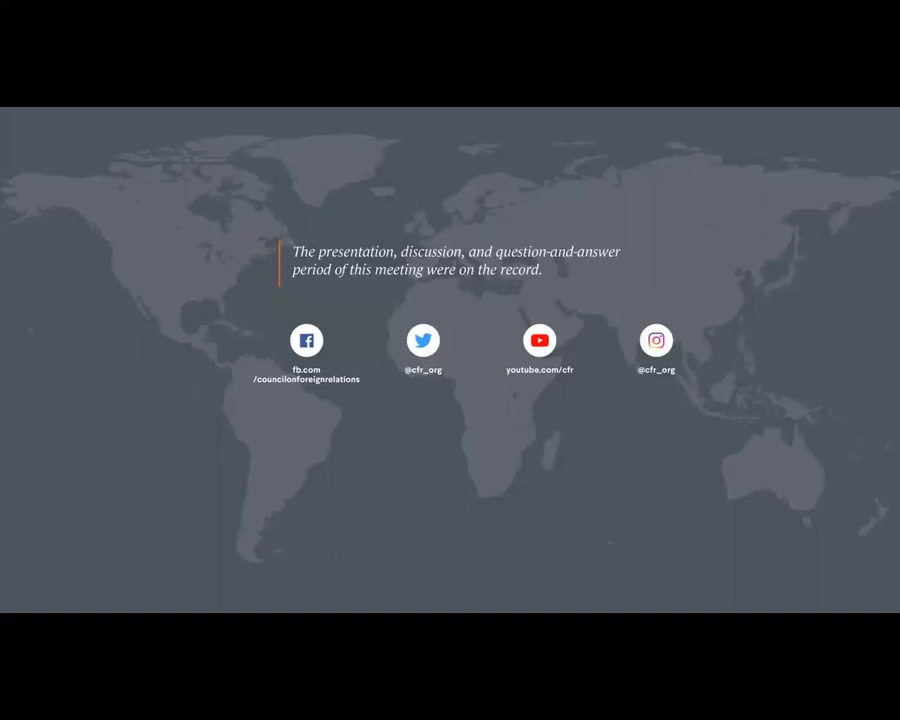 The presentation, discussion, and question-and-answer
period of this meeting were on the record.
fb.com
/councilonforeignrelations
@cfr_org
youtube.com/cfr
@cfr_org